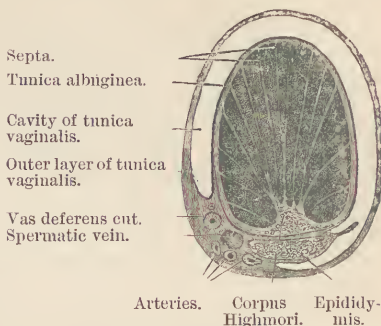 Septa.
Tunica albuginea.
Cavity of tunica
vaginalis.
Outer layer of tunica
vaginalis.
Vas deferens cut.
Spermatic vein.
Arteries. Corpus Epididy-
Highmori. mis.